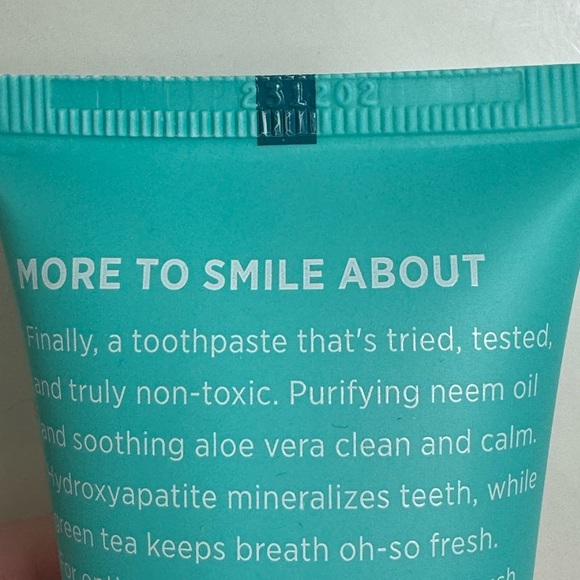 231202
MORE TO SMILE ABOUT
Finally, a toothpaste that's tried, tested,
and truly non-toxic. Purifying neem oil
and soothing aloe vera clean and calm.
Hydroxyapatite mineralizes teeth, while
green tea keeps breath oh-so fresh.